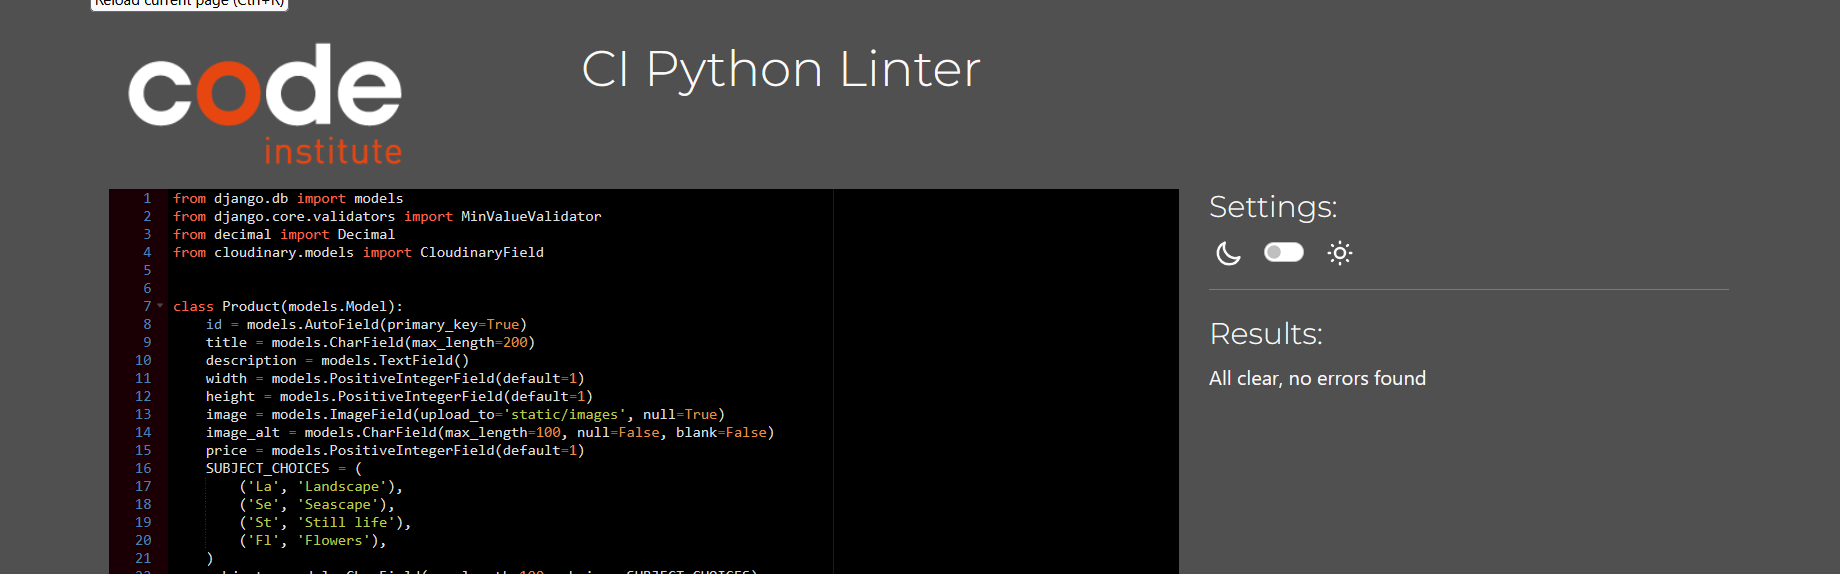 Reload current page (Ctrl+R)
code
institute
CI Python Linter
1 from django.db import models
2 from django.core.validators import MinValueValidator
3 from decimal import Decimal
4 from cloudinary.models import CloudinaryField
5
6
7 class Product(models.Model):
8 id = models.AutoField(primary_key=True)
9 title = models.CharField(max_length=200)
10 description = models.TextField()
11 width = models.PositiveIntegerField(default=1)
12 height = models.PositiveIntegerField(default=1)
13 image = models.ImageField(upload_to='static/images', null=True)
14 image_alt = models.CharField(max_length=100, null=False, blank=False)
15 price = models.PositiveIntegerField(default=1)
16 SUBJECT_CHOICES = (
17 ('La', 'Landscape'),
18 ('Se', 'Seascape'),
19 ('St', 'Still life'),
20 ('Fl', 'Flowers'),
21 )
Settings:
Results:
All clear, no errors found